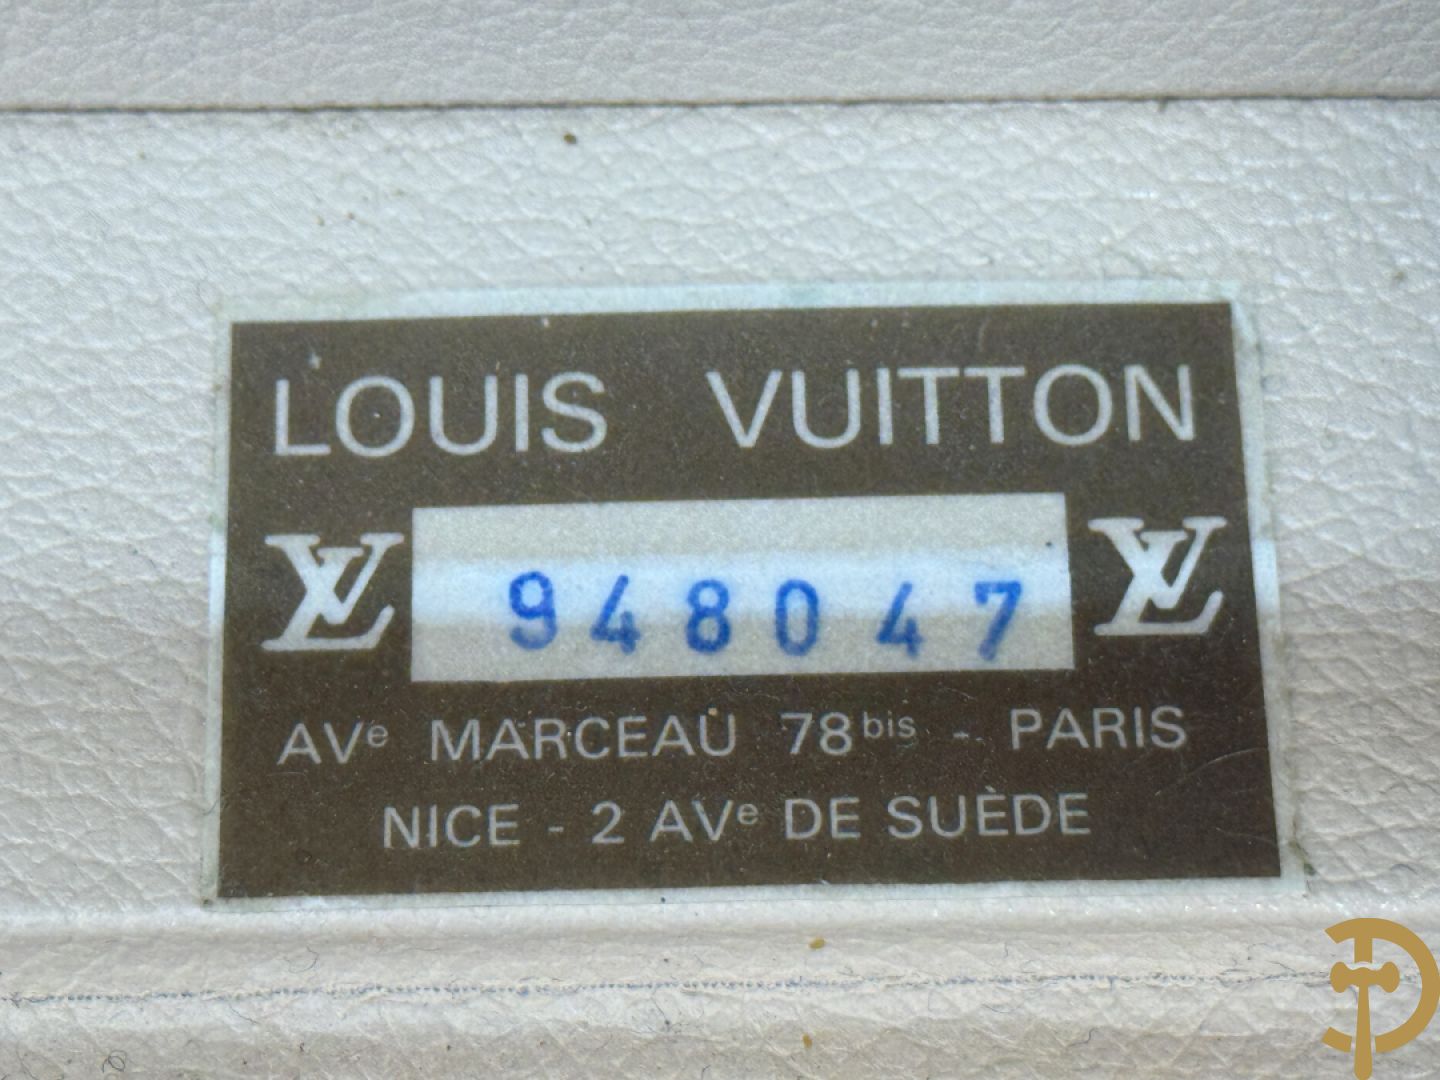 LOUIS VUITTON
LV 948047 LV
AVe MARCEAU 78bis - PARIS
NICE - 2 AVe DE SUÈDE